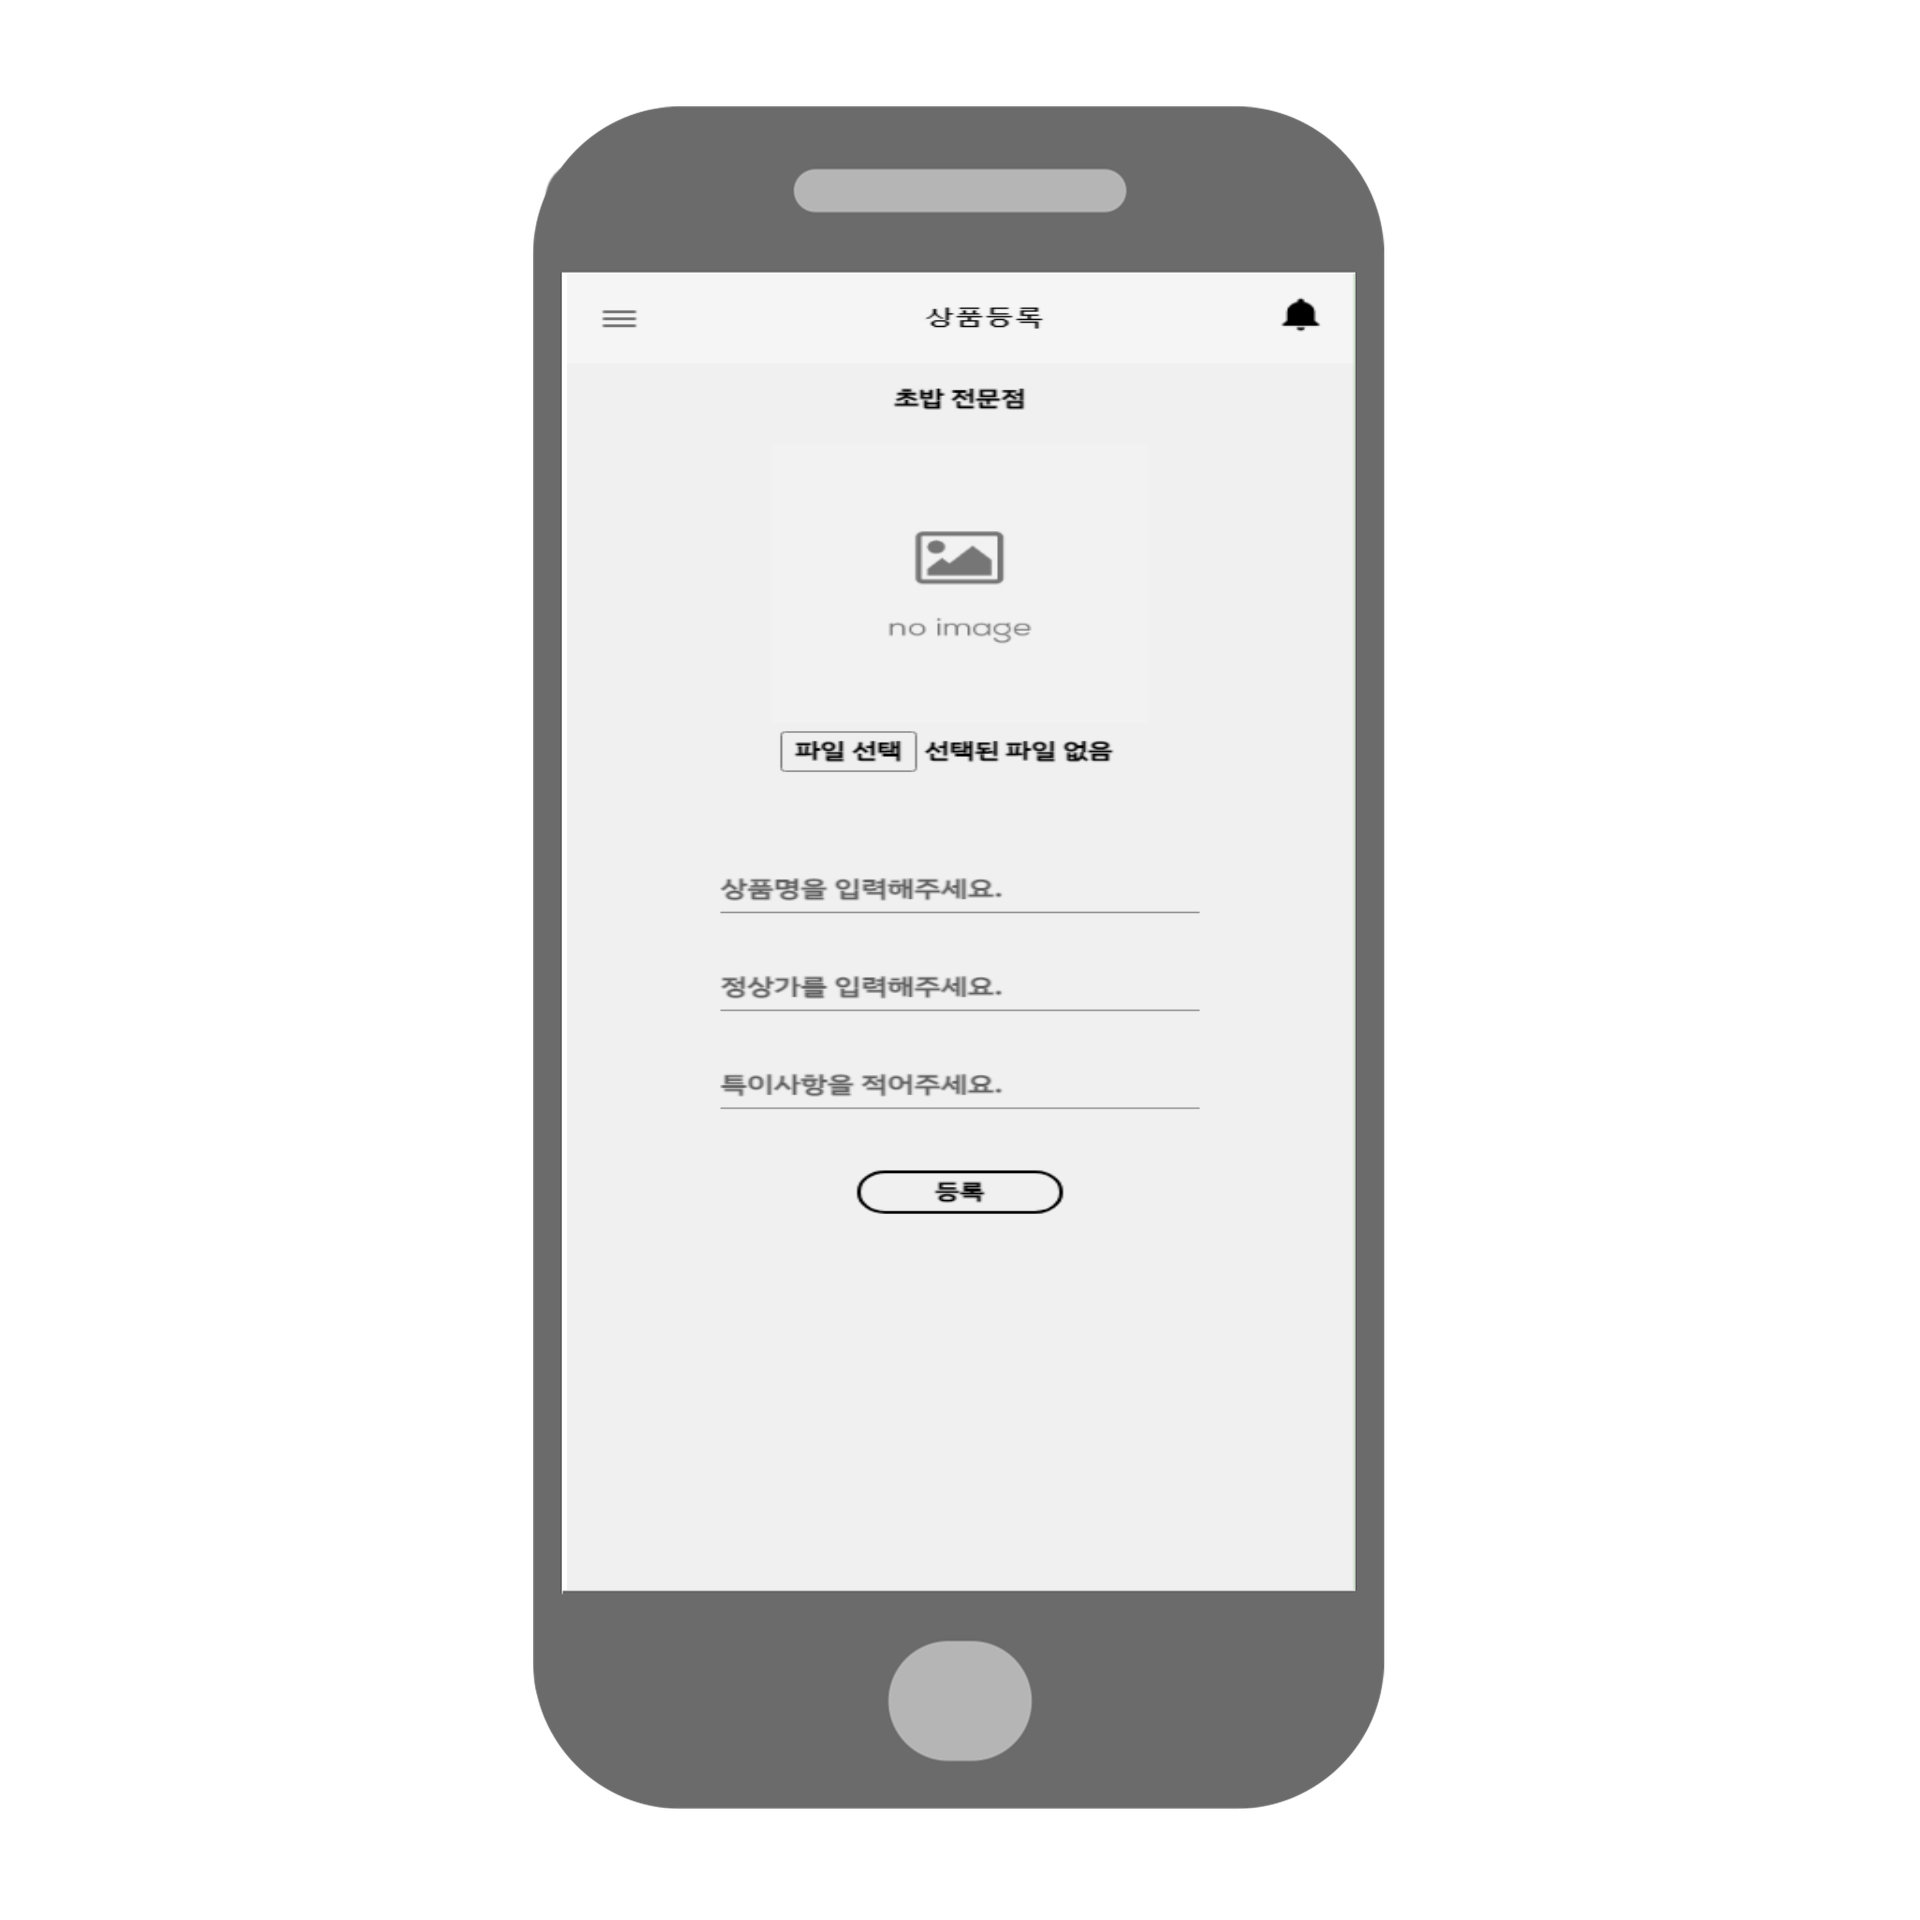 상품등록
초밥 전문점
no image
파일 선택 선택된 파일 없음
상품명을 입력해주세요.
정상가를 입력해주세요.
특이사항을 적어주세요.
등록